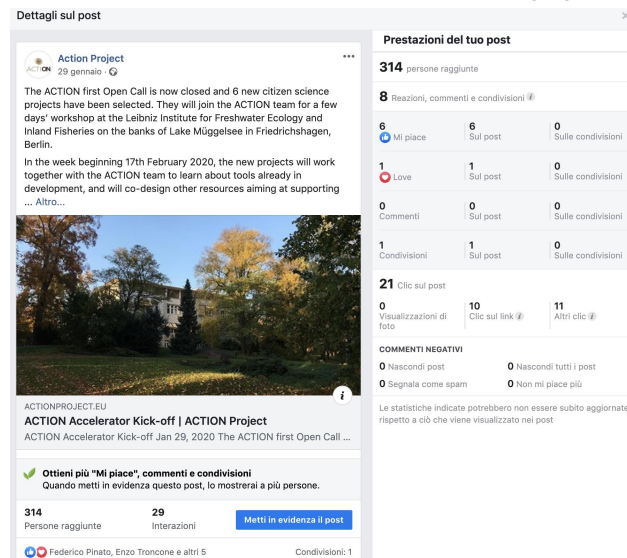 Dettagli sul post
ACTION
Action Project
29 gennaio ·
The ACTION first Open Call is now closed and 6 new citizen science
projects have been selected. They will join the ACTION team for a few
days' workshop at the Leibniz Institute for Freshwater Ecology and
Inland Fisheries on the banks of Lake Müggelsee in Friedrichshagen,
Berlin.
In the week beginning 17th February 2020, the new projects will work
together with the ACTION team to learn about tools already in
development, and will co-design other resources aiming at supporting
... Altro...
ACTIONPROJECT.EU
ACTION Accelerator Kick-off | ACTION Project
ACTION Accelerator Kick-off Jan 29, 2020 The ACTION first Open Call ...
Ottieni più "Mi piace", commenti e condivisioni
Quando metti in evidenza questo post, lo mostrerai a più persone.
314
Persone raggiunte
29
Interazioni
Metti in evidenza il post
Federico Pinato, Enzo Troncone e altri 5
Condivisioni: 1
Prestazioni del tuo post
314 persone raggiunte
8 Reazioni, commenti e condivisioni
6
Mi piace
6
Sul post
0
Sulle condivisioni
1
Love
1
Sul post
0
Sulle condivisioni
0
Commenti
0
Sul post
0
Sulle condivisioni
1
Condivisioni
1
Sul post
0
Sulle condivisioni
21 Clic sul post
0
Visualizzazioni di
foto
10
Clic sul link
11
Altri clic
COMMENTI NEGATIVI
0 Nascondi post
0 Nascondi tutti i post
0 Segnala come spam
0 Non mi piace più
Le statistiche indicate potrebbero non essere subito aggiornate
rispetto a ciò che viene visualizzato nei post